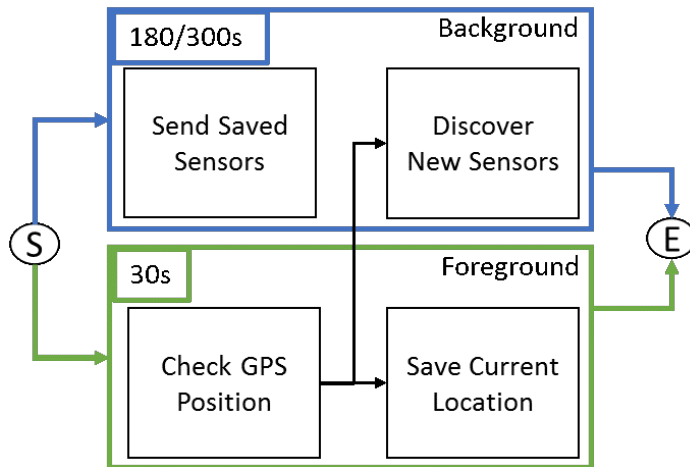 180/300s
Background
Send Saved
Sensors
Discover
New Sensors
S
E
30s
Foreground
Check GPS
Position
Save Current
Location